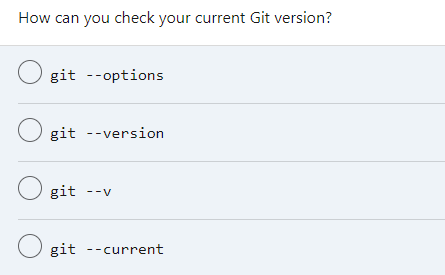 How can you check your current Git version?
git --options
git --version
git --v
git --current